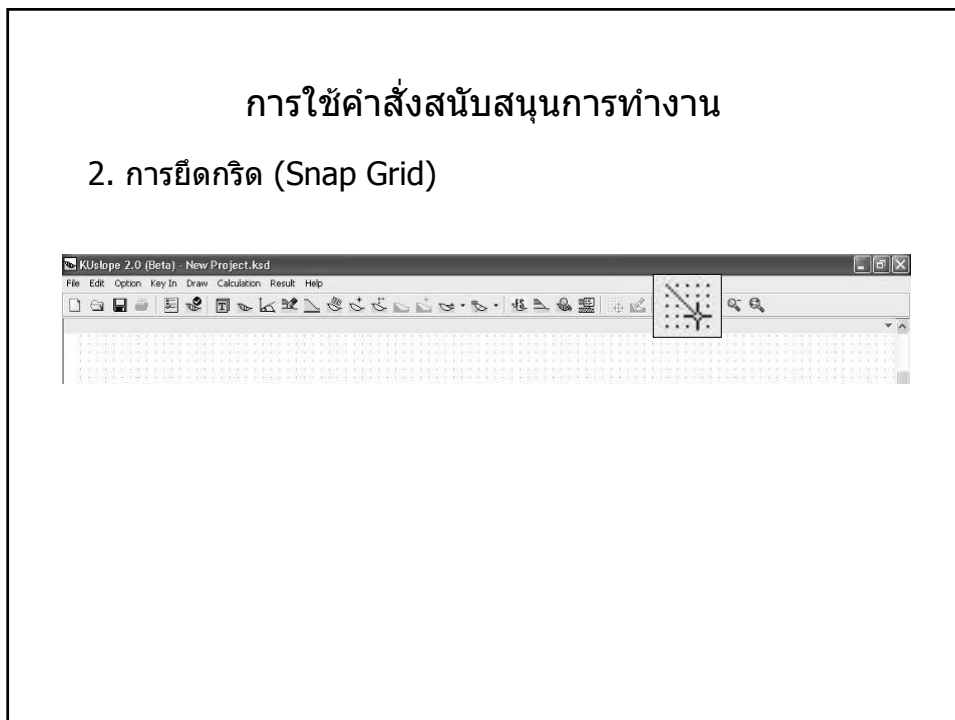 การใช้คำสั่งสนับสนุนการทำงาน
2. การยึดกริด (Snap Grid)
KUslope 2.0 (Beta) - New Project.ksd
File Edit Option Key In Draw Calculation Result Help